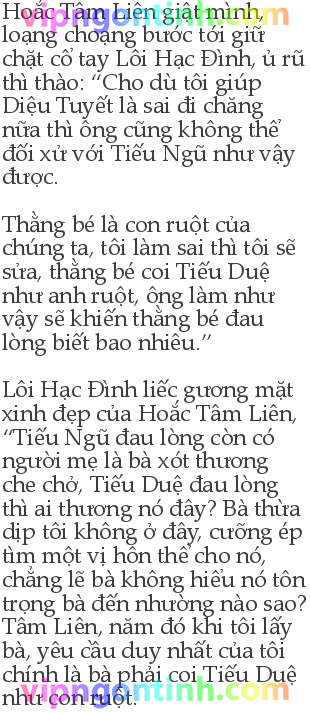 Hoắc Tâm Liên giật mình,
loạng choạng bước tới giữ
chặt cổ tay Lôi Hạc Đình, ủ rũ
thì thào: “Cho dù tôi giúp
Diệu Tuyết là sai đi chăng
nữa thì ông cũng không thể
đối xử với Tiếu Ngũ như vậy
được.
Thằng bé là con ruột của
chúng ta, tôi làm sai thì tôi sẽ
sửa, thằng bé coi Tiếu Duệ
như anh ruột, ông làm như
vậy sẽ khiến thằng bé đau
lòng biết bao nhiêu.”
Lôi Hạc Đình liếc gương mặt
xinh đẹp của Hoắc Tâm Liên,
“Tiếu Ngũ đau lòng còn có
người mẹ là bà xót thương
che chở, Tiếu Duệ đau lòng
thì ai thương nó đây? Bà thừa
dịp tôi không ở đây, cưỡng ép
tìm một vị hôn thê cho nó,
chẳng lẽ bà không hiểu nó tôn
trọng bà đến nhường nào sao?
Tâm Liên, năm đó khi tôi lấy
bà, yêu cầu duy nhất của tôi
chính là bà phải coi Tiếu Duệ
như con ruột.
vipngontinh.com
vipngontinh.com